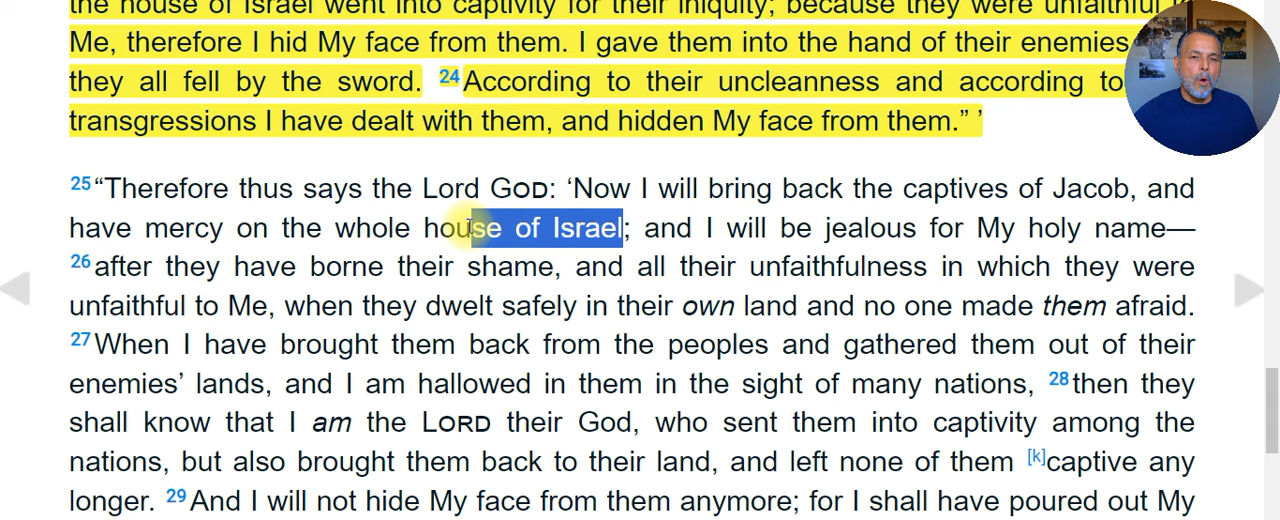 the house of Israel went into captivity for their iniquity; because they were unfaithful to
Me, therefore I hid My face from them. I gave them into the hand of their enemies
they all fell by the sword. 24 According to their uncleanness and according to
transgressions I have dealt with them, and hidden My face from them.” ’
25 “Therefore thus says the Lord GOD: ‘Now I will bring back the captives of Jacob, and
have mercy on the whole house of Israel; and I will be jealous for My holy name—
26 after they have borne their shame, and all their unfaithfulness in which they were
unfaithful to Me, when they dwelt safely in their own land and no one made them afraid.
27 When I have brought them back from the peoples and gathered them out of their
enemies’ lands, and I am hallowed in them in the sight of many nations, 28 then they
shall know that I am the LORD their God, who sent them into captivity among the
nations, but also brought them back to their land, and left none of them [k]captive any
longer. 29 And I will not hide My face from them anymore; for I shall have poured out My